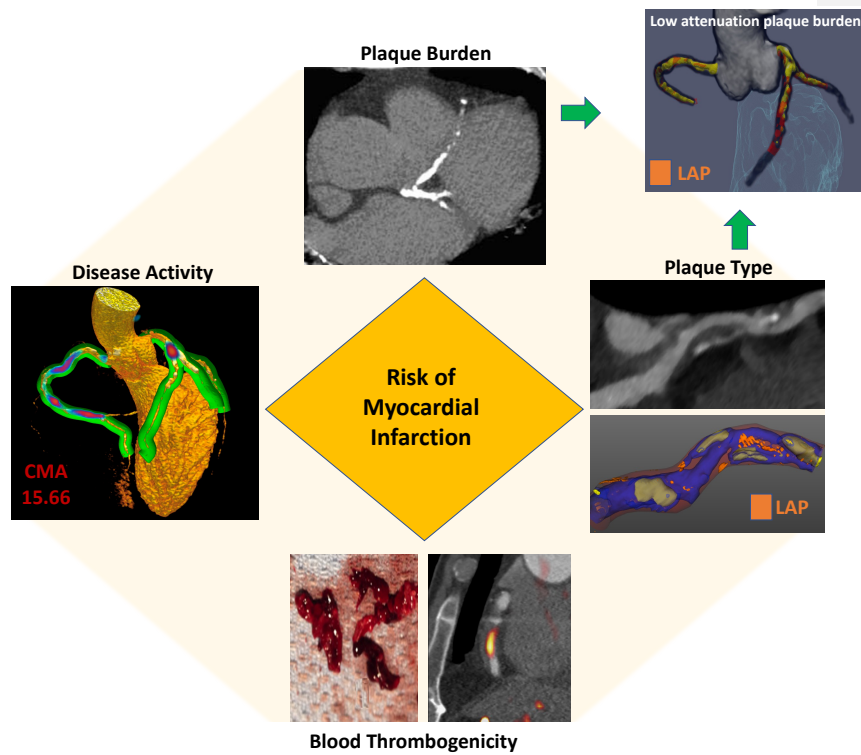 Low attenuation plaque burden
Plaque Burden
LAP
Disease Activity
Plaque Type
Risk of
Myocardial
Infarction
CMA
15.66
LAP
Blood Thrombogenicity